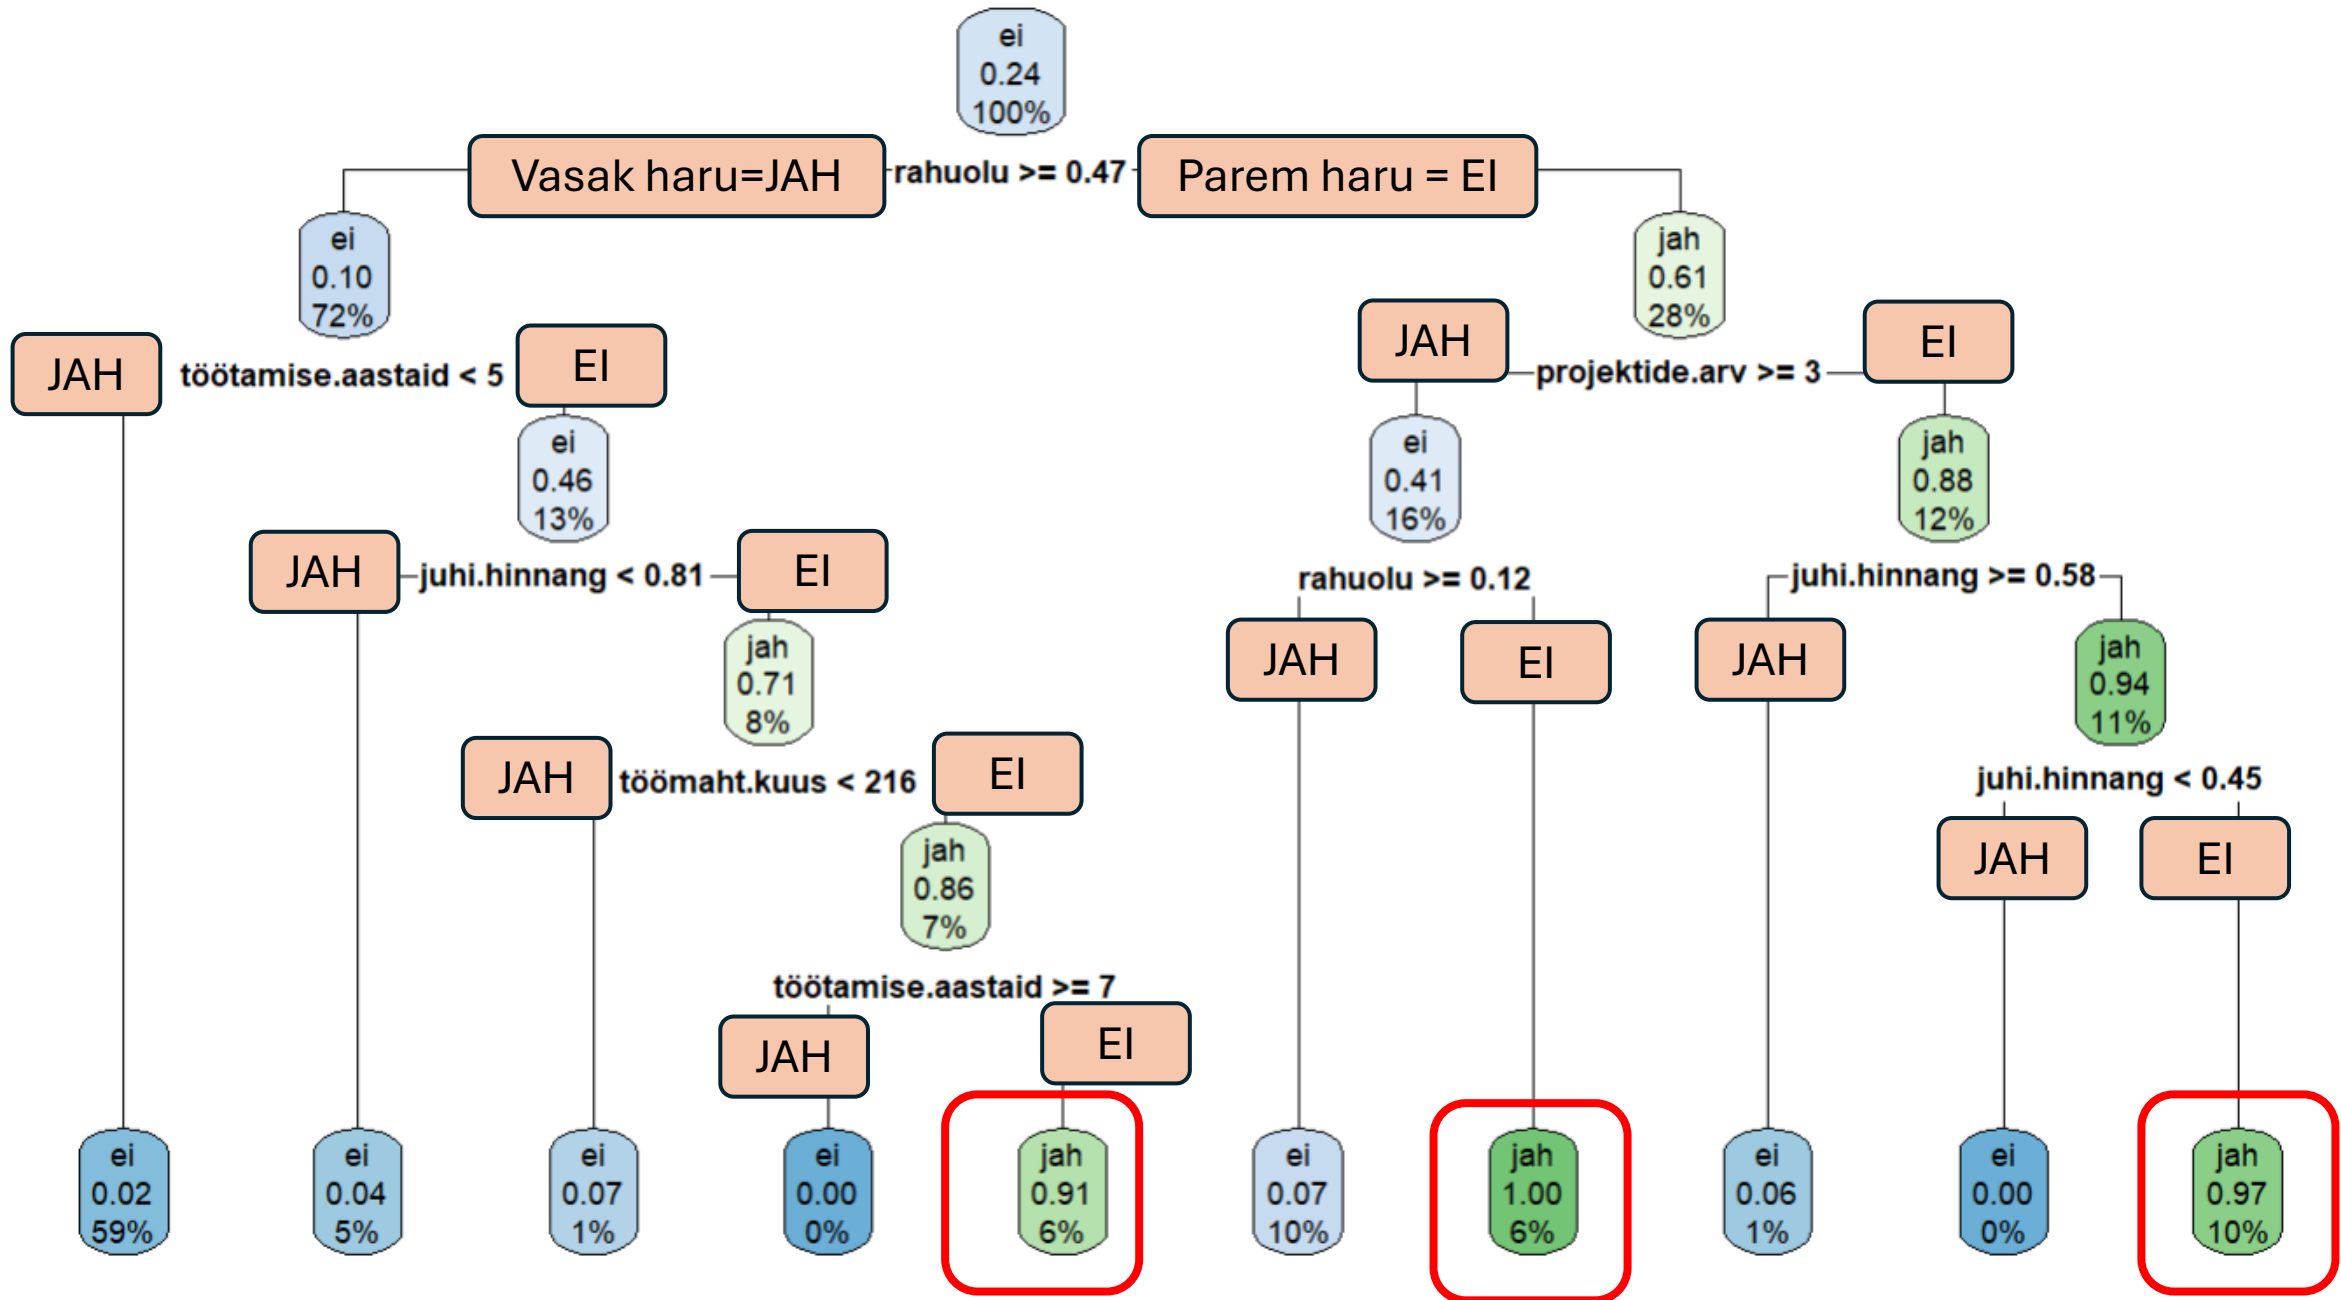 ei
0.24
100%
Vasak haru=JAH
rahuolu >= 0.47
Parem haru = EI
ei
0.10
72%
jah
0.61
28%
JAH
töötamise.aastaid < 5
EI
JAH
projektide.arv >= 3
EI
ei
0.46
13%
ei
0.41
16%
jah
0.88
12%
JAH
juhi.hinnang < 0.81
EI
rahuolu >= 0.12
juhi.hinnang >= 0.58
jah
0.71
8%
JAH
EI
JAH
jah
0.94
11%
JAH
töömaht.kuus < 216
EI
juhi.hinnang < 0.45
jah
0.86
7%
JAH
EI
töötamise.aastaid >= 7
JAH
EI
ei
0.02
59%
ei
0.04
5%
ei
0.07
1%
ei
0.00
0%
jah
0.91
6%
ei
0.07
10%
jah
1.00
6%
ei
0.06
1%
ei
0.00
0%
jah
0.97
10%